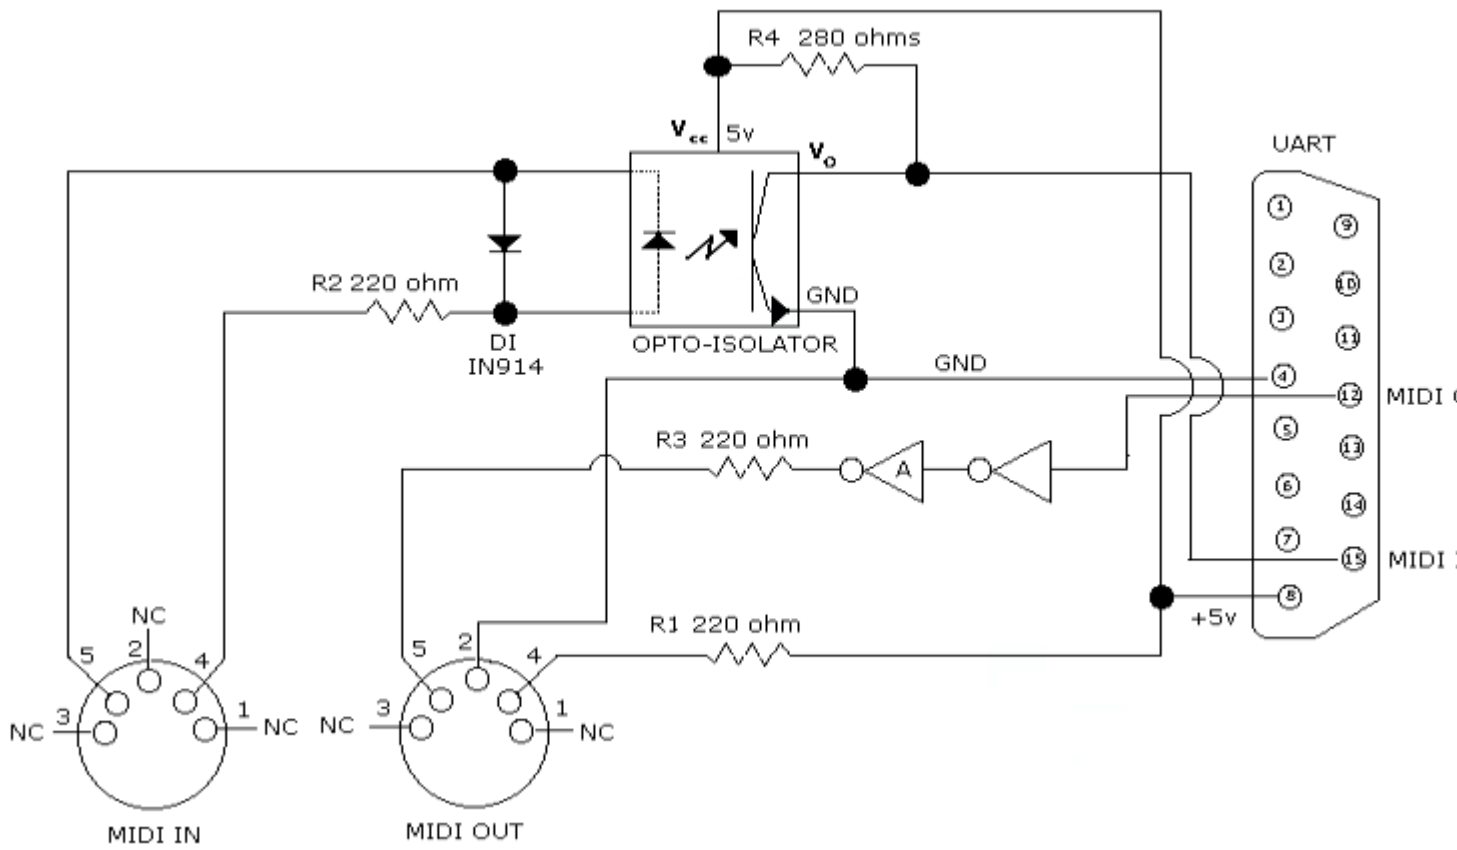 R4 280 ohms
Vcc 5v
Vo
UART
1
9
2
10
R2 220 ohm
GND
3
11
OPTO-ISOLATOR
DI
IN914
GND
4
12
MIDI
R3 220 ohm
A
5
13
6
14
7
15
MIDI
8
+5v
NC
R1 220 ohm
5
2
4
5
2
4
NC
3
1
NC
NC
3
1
NC
MIDI IN
MIDI OUT